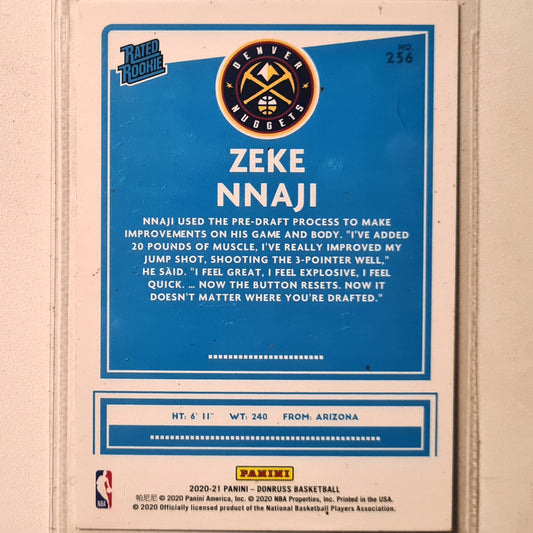 RATED
ROOKIE
DENVER
NUGGETS
NO
236
ZEKE
NNAJI
NNAJI USED THE PRE-DRAFT PROCESS TO MAKE
IMPROVEMENTS ON HIS GAME AND BODY. "I'VE ADDED
20 POUNDS OF MUSCLE, I'VE REALLY IMPROVED MY
JUMP SHOT, SHOOTING THE 3-POINTER WELL,"
HE SAID. "I FEEL GREAT, I FEEL EXPLOSIVE, I FEEL
QUICK. ... NOW THE BUTTON RESETS. NOW IT
DOESN'T MATTER WHERE YOU'RE DRAFTED."
HT: 6' 11" WT: 240 FROM: ARIZONA
PANINI
2020-21 PANINI – DONRUSS BASKETBALL
帕尼尼 © 2020 Panini America, Inc. © 2020 NBA Properties, Inc. Printed in the USA.
© 2020 Officially licensed product of the National Basketball Players Association.
NBA